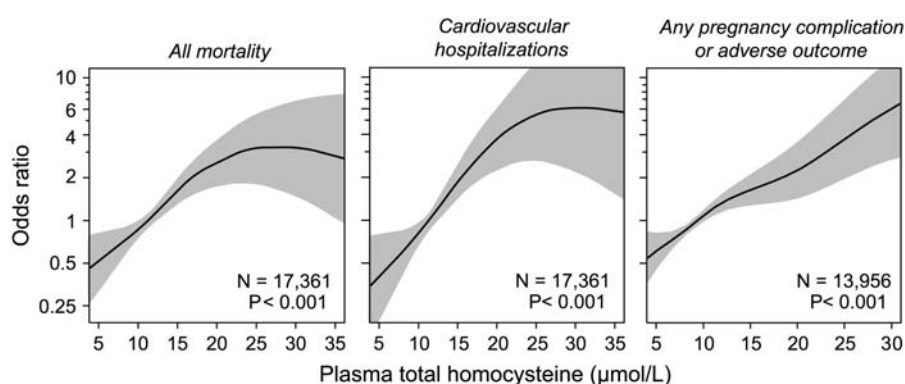 All mortality
Cardiovascular
hospitalizations
Any pregnancy complication
or adverse outcome
Odds ratio
10
6
4
2
1
0.5
0.25
N = 17,361
P< 0.001
5 10 15 20 25 30 35
N = 17,361
P< 0.001
5 10 15 20 25 30 35
N = 13,956
P< 0.001
5 10 15 20 25 30
Plasma total homocysteine (μmol/L)